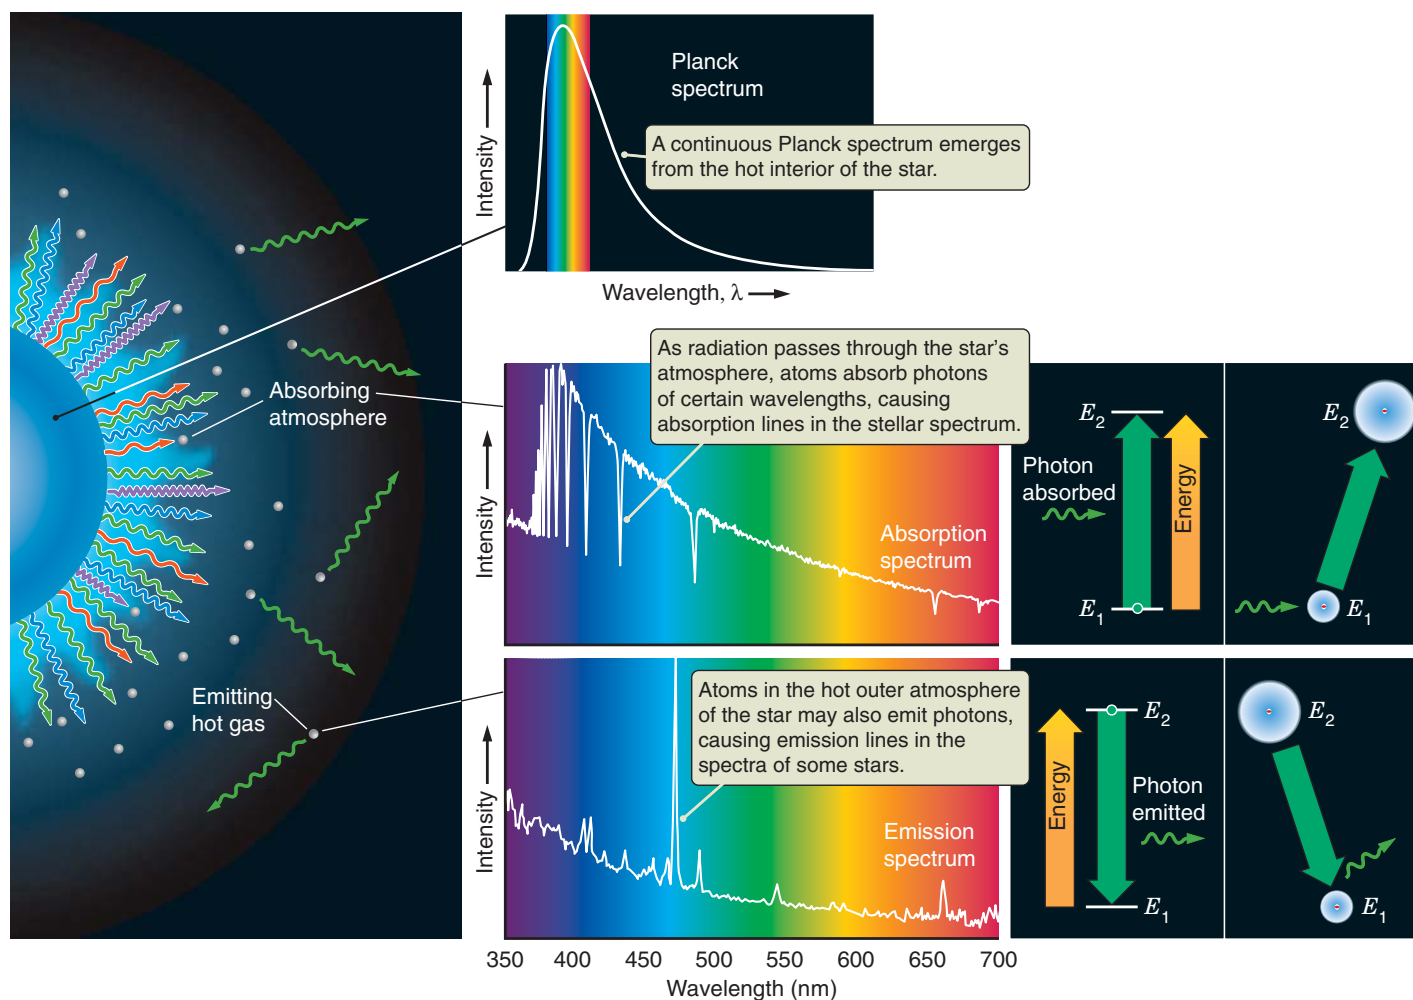 Planck
spectrum
A continuous Planck spectrum emerges
from the hot interior of the star.
Intensity
Wavelength, λ
Absorbing
atmosphere
As radiation passes through the star’s
atmosphere, atoms absorb photons
of certain wavelengths, causing
absorption lines in the stellar spectrum.
Intensity
Absorption
spectrum
E2
Photon
absorbed
Energy
E1
E2
E1
Emitting
hot gas
Atoms in the hot outer atmosphere
of the star may also emit photons,
causing emission lines in the
spectra of some stars.
Intensity
Emission
spectrum
Energy
E2
Photon
emitted
E1
E2
E1
350 400 450 500 550 600 650 700
Wavelength (nm)